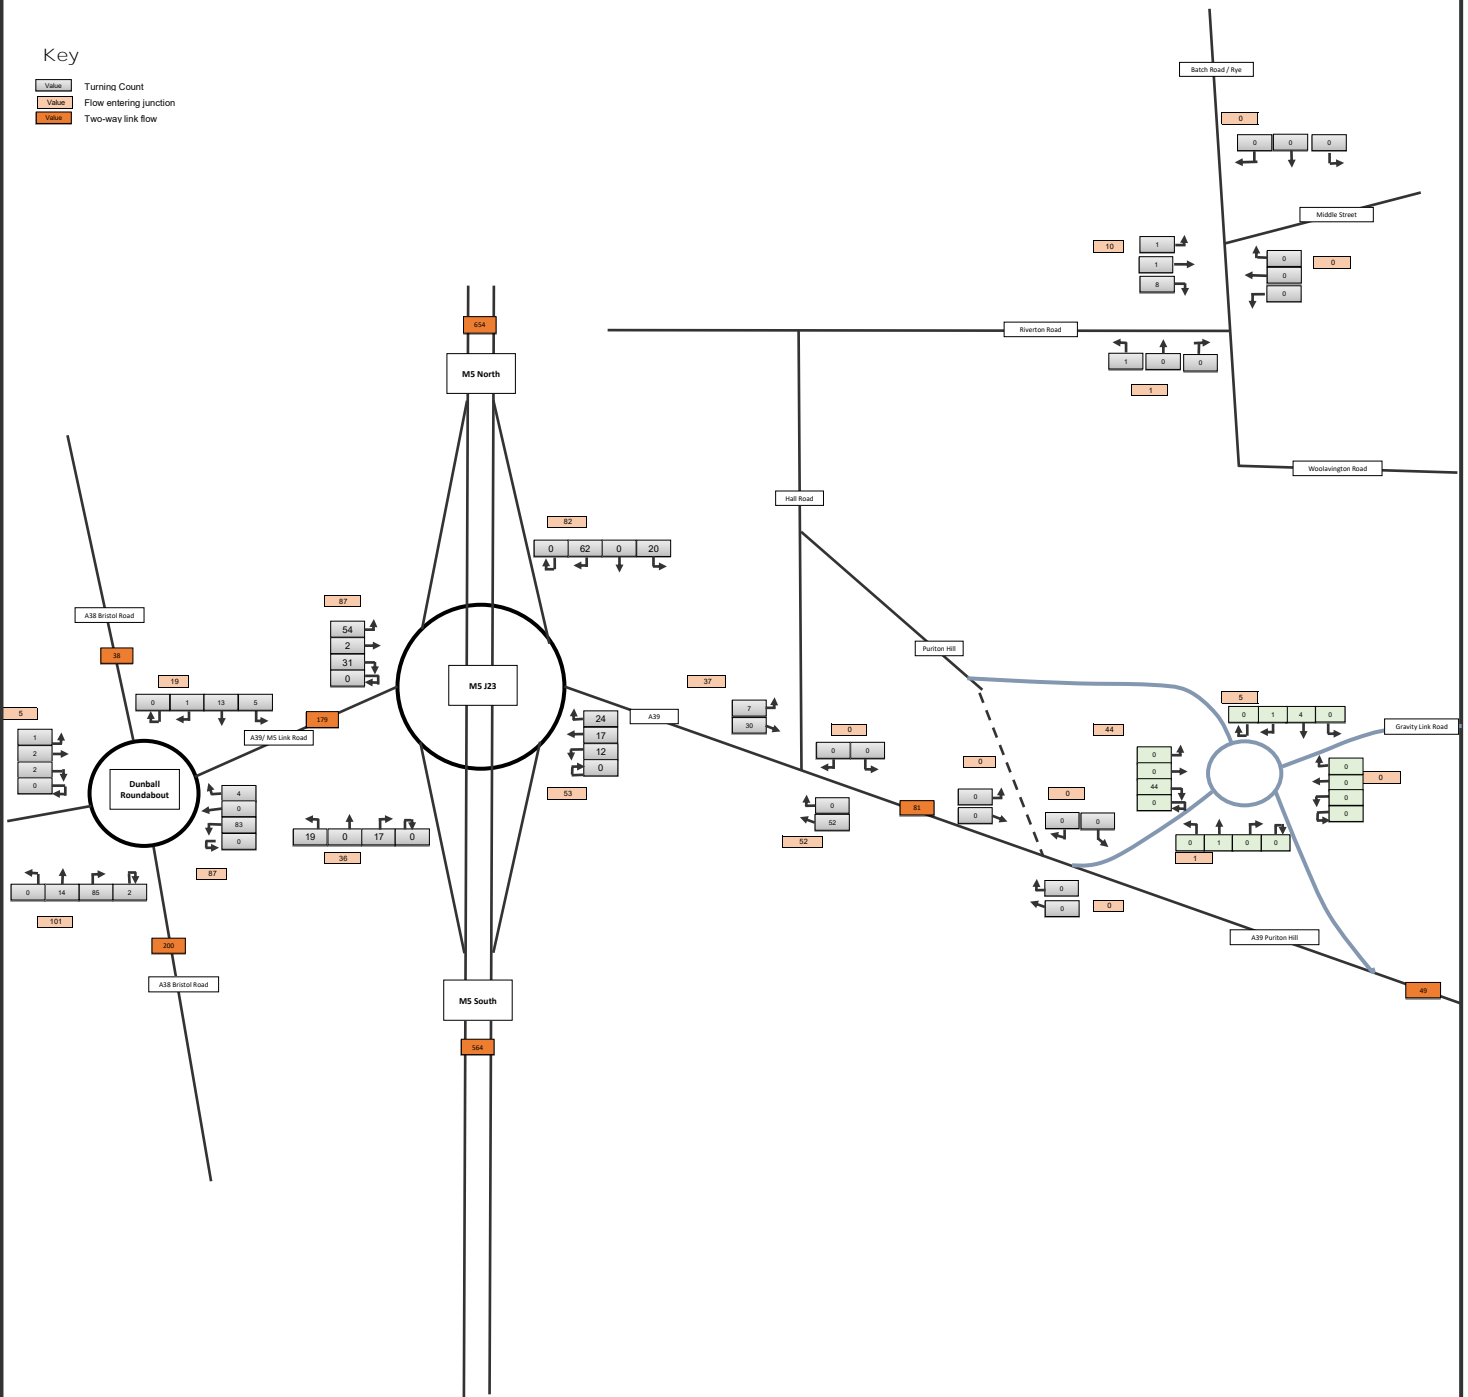 Key
Value Turning Count
Value Flow entering junction
Value Two-way link flow
Batch Road / Rye
0
0 0 0
Middle Street
10
1
1
8
0
0
0
0
Riverton Road
1 0 0
1
Woolavington Road
654
M5 North
Hall Road
82
0 62 0 20
87
54
2
31
0
M5 J23
A38 Bristol Road
38
19
0 1 13 5
179
A39/ M5 Link Road
5
1
2
2
0
Dunball
Roundabout
4
0
83
0
87
0 14 85 2
101
200
A38 Bristol Road
19 0 17 0
36
24
17
12
0
53
37
A39
7
30
0
0 0
0
52
52
81
Puriton Hill
0
0
0
0
0 0
0
0
0
44
0
0
44
0
5
0 1 4 0
Gravity Link Road
0
0
0
0
0
0 1 0 0
1
A39 Puriton Hill
49
M5 South
564